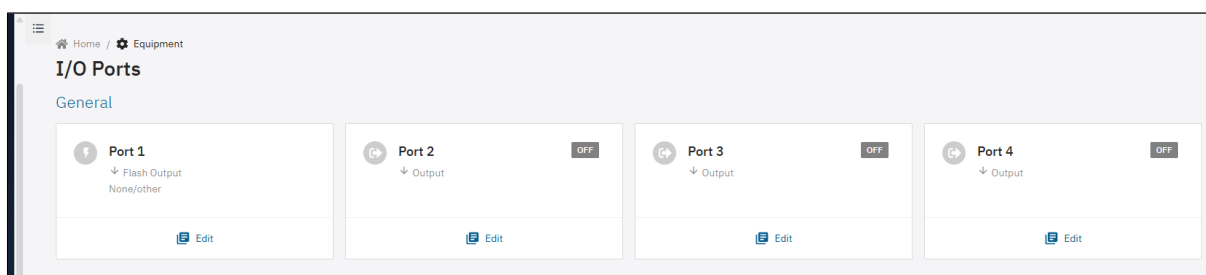 Home / Equipment
I/O Ports
General
Port 1
Flash Output
None/other
Edit
Port 2
OFF
Output
Edit
Port 3
OFF
Output
Edit
Port 4
OFF
Output
Edit